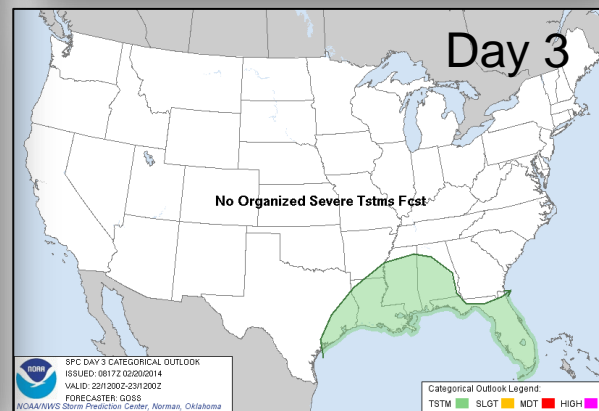 Day 3
No Organized Severe Tstms Fcst
NOAA
SPC DAY 3 CATEGORICAL OUTLOOK
ISSUED: 0817Z 02/20/2014
VALID: 22/1200Z-23/1200Z
FORECASTER: GOSS
NOAA/NWS Storm Prediction Center, Norman, Oklahoma
Categorical Outlook Legend:
TSTM SLGT MDT HIGH